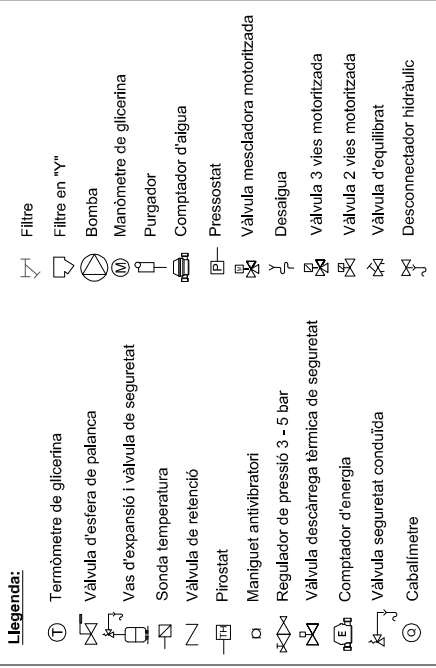 Llegenda:
T
Termòmetre de glicerina
Vàlvula d'esfera de palanca
Vas d'expansió i vàlvula de seguretat
Sonda temperatura
Vàlvula de retenció
TH
Pirostat
Maniguet antivibratori
Regulador de pressió 3 - 5 bar
Vàlvula descàrrega tèrmica de seguretat
E
Comptador d'energia
Vàlvula seguretat conduïda
Q
Cabalímetre
Filtre
Filtre en "Y"
Bomba
M
Manòmetre de glicerina
Purgador
Comptador d'aigua
P
Pressostat
M
Vàlvula mescladora motoritzada
Desaigua
Vàlvula 3 vies motoritzada
Vàlvula 2 vies motoritzada
Vàlvula d'equilibrat
Desconnectador hidràulic